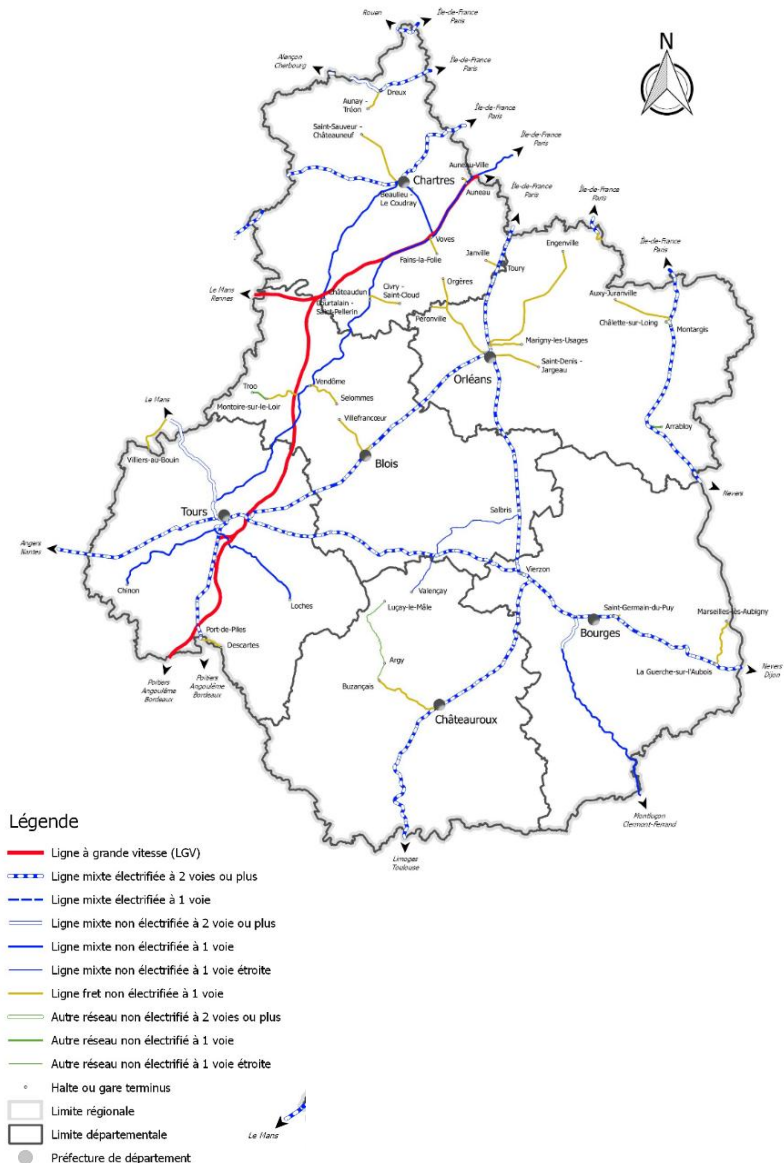 Rouen
Île-de-France
Paris
N
Alençon
Cherbourg
Île-de-France
Paris
Dreux
Aunay -
Tréon
Île-de-France
Paris
Saint-Sauveur -
Châteauneuf
Île-de-France
Paris
Auneau-Ville
Chartres
Île-de-France
Paris
Île-de-France
Paris
Auneau
Beaulieu -
Le Coudray
Voves
Janville
Engenville
Île-de-France
Paris
Fains-la-Folie
Toury
Orgères
Le Mans
Rennes
Châteaudun
Civry -
Saint-Cloud
Auxy-Juranville
Courtalain -
Saint-Pellerin
Péronville
Châlette-sur-Loing
Montargis
Marigny-les-Usages
Saint-Denis -
Jargeau
Orléans
Troo
Vendôme
Selommes
Montoire-sur-le-Loir
Le Mans
Villefrancœur
Arrabloy
Villiers-au-Bouin
Blois
Nevers
Tours
Salbris
Angers
Nantes
Vierzon
Chinon
Loches
Valençay
Luçay-le-Mâle
Saint-Germain-du-Puy
Marseilles-lès-Aubigny
Bourges
Port-de-Piles
Descartes
Argy
La Guerche-sur-l'Aubois
Nevers
Dijon
Poitiers
Angoulême
Bordeaux
Poitiers
Angoulême
Bordeaux
Buzançais
Châteauroux
Montluçon
Clermont-Ferrand
Limoges
Toulouse
Légende
Ligne à grande vitesse (LGV)
Ligne mixte électrifiée à 2 voies ou plus
Ligne mixte électrifiée à 1 voie
Ligne mixte non électrifiée à 2 voie ou plus
Ligne mixte non électrifiée à 1 voie
Ligne mixte non électrifiée à 1 voie étroite
Ligne fret non électrifiée à 1 voie
Autre réseau non électrifié à 2 voies ou plus
Autre réseau non électrifié à 1 voie
Autre réseau non électrifié à 1 voie étroite
Halte ou gare terminus
Limite régionale
Limite départementale
Préfecture de département
Le Mans